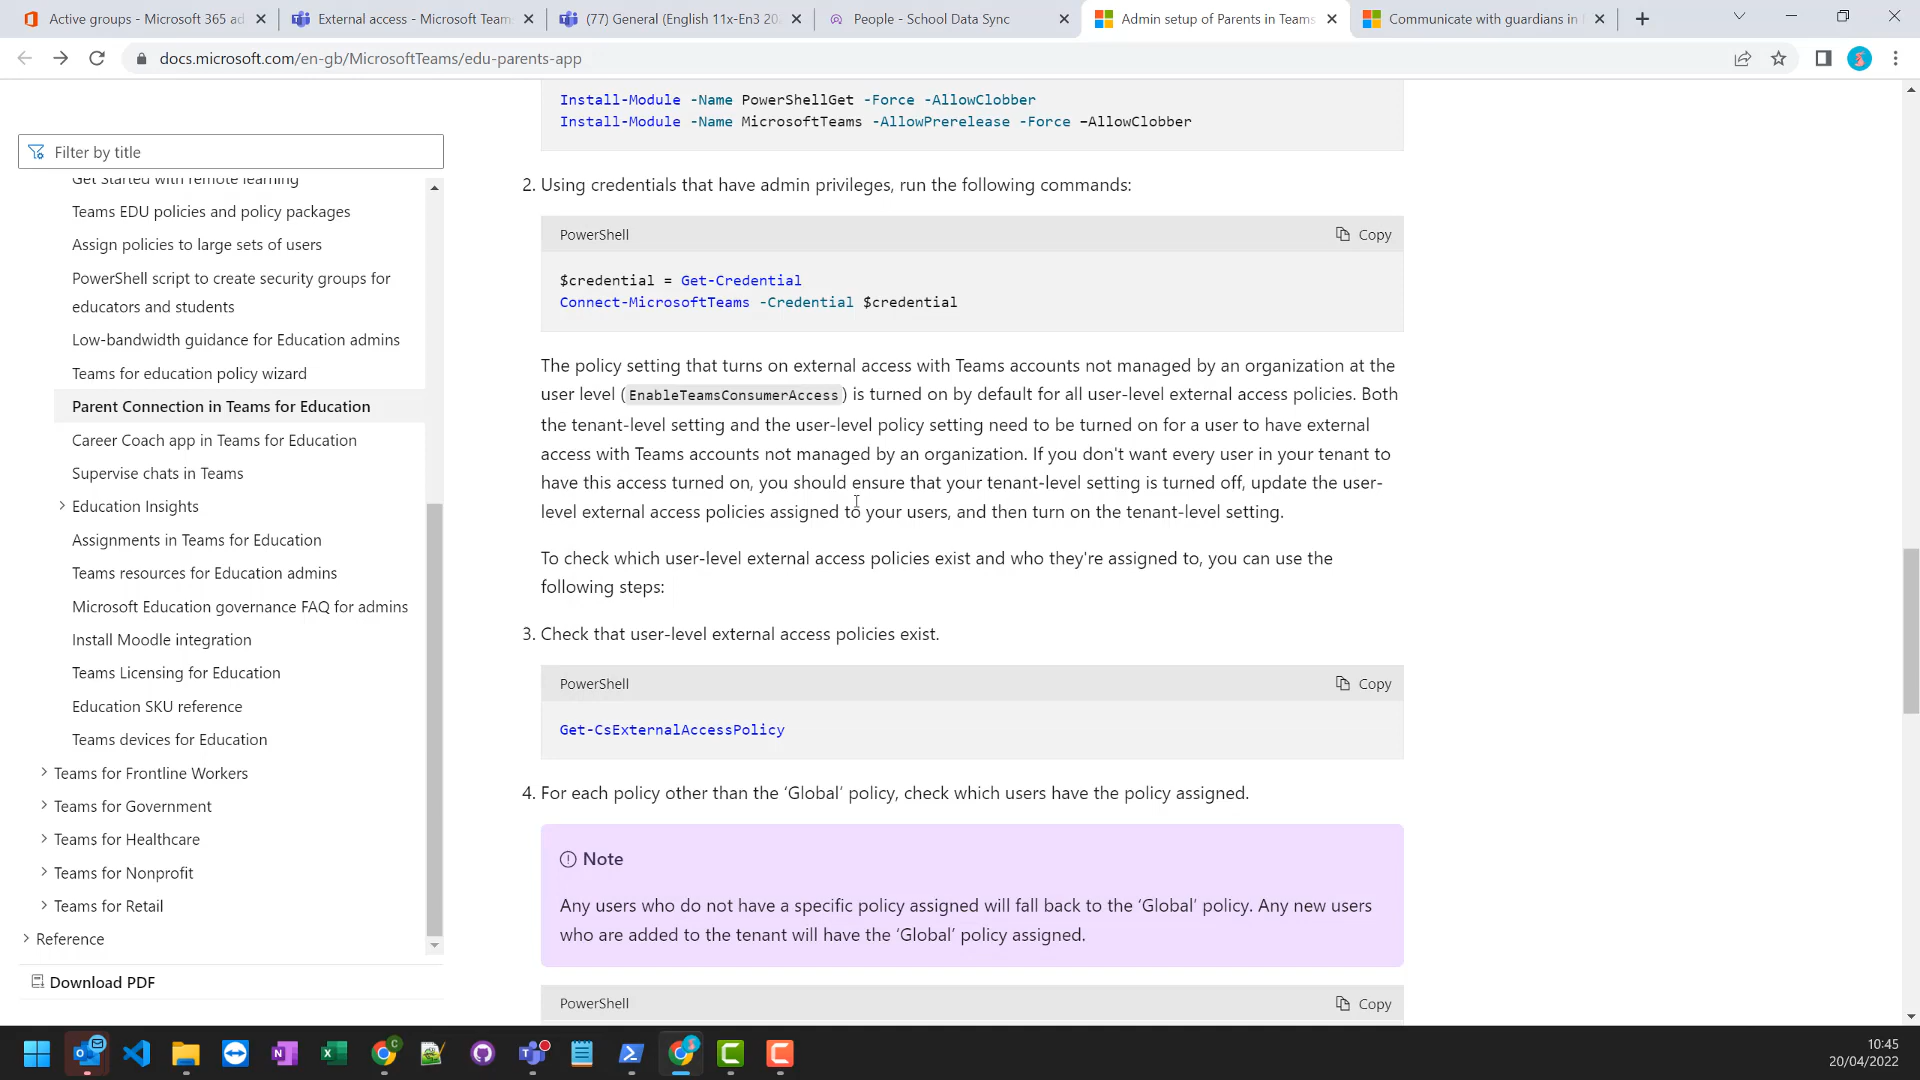 Active groups - Microsoft 365 ad
External access - Microsoft Team
(77) General (English 11x-En3 20
People - School Data Sync
Admin setup of Parents in Teams
Communicate with guardians in
docs.microsoft.com/en-gb/MicrosoftTeams/edu-parents-app
Filter by title
Get Started with remote learning
Teams EDU policies and policy packages
Assign policies to large sets of users
PowerShell script to create security groups for
educators and students
Low-bandwidth guidance for Education admins
Teams for education policy wizard
Parent Connection in Teams for Education
Career Coach app in Teams for Education
Supervise chats in Teams
Education Insights
Assignments in Teams for Education
Teams resources for Education admins
Microsoft Education governance FAQ for admins
Install Moodle integration
Teams Licensing for Education
Education SKU reference
Teams devices for Education
Teams for Frontline Workers
Teams for Government
Teams for Healthcare
Teams for Nonprofit
Teams for Retail
Reference
Download PDF
Install-Module -Name PowerShellGet -Force -AllowClobber
Install-Module -Name MicrosoftTeams -AllowPrerelease -Force –AllowClobber
2. Using credentials that have admin privileges, run the following commands:
PowerShell Copy
$credential = Get-Credential
Connect-MicrosoftTeams -Credential $credential
The policy setting that turns on external access with Teams accounts not managed by an organization at the
user level (EnableTeamsConsumerAccess) is turned on by default for all user-level external access policies. Both
the tenant-level setting and the user-level policy setting need to be turned on for a user to have external
access with Teams accounts not managed by an organization. If you don't want every user in your tenant to
have this access turned on, you should ensure that your tenant-level setting is turned off, update the user-
level external access policies assigned to your users, and then turn on the tenant-level setting.
To check which user-level external access policies exist and who they're assigned to, you can use the
following steps:
3. Check that user-level external access policies exist.
PowerShell Copy
Get-CsExternalAccessPolicy
4. For each policy other than the ‘Global’ policy, check which users have the policy assigned.
Note
Any users who do not have a specific policy assigned will fall back to the ‘Global’ policy. Any new users
who are added to the tenant will have the ‘Global’ policy assigned.
PowerShell Copy
10:45
20/04/2022